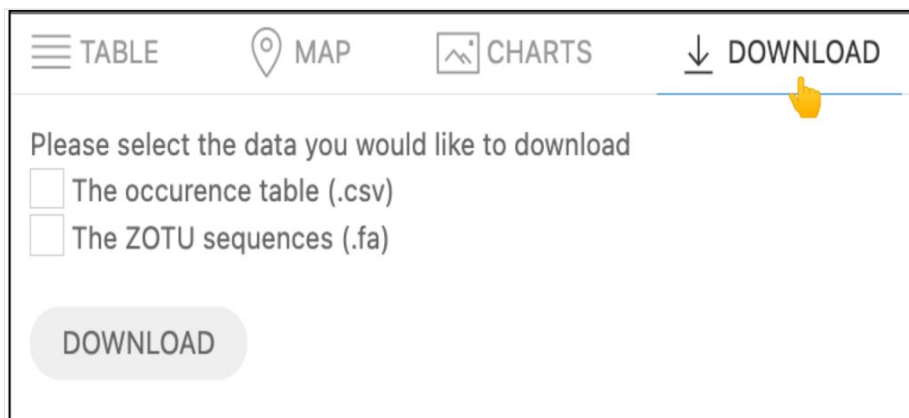 TABLE MAP CHARTS DOWNLOAD
Please select the data you would like to download
The occurence table (.csv)
The ZOTU sequences (.fa)
DOWNLOAD